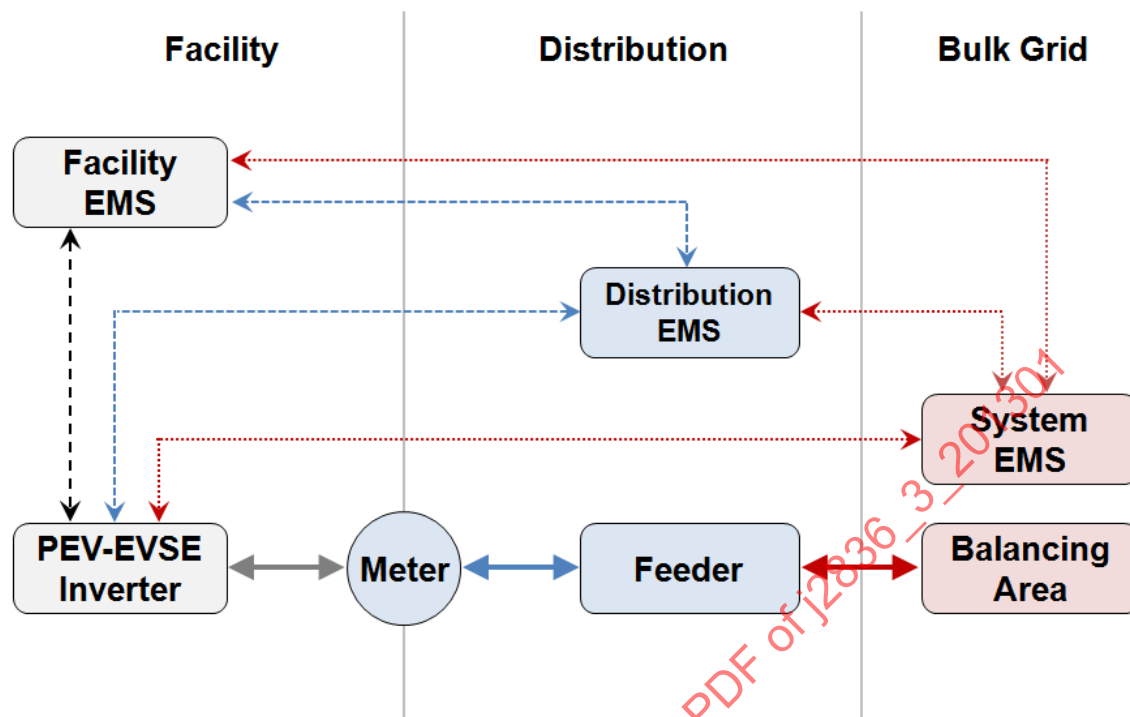 Facility
Distribution
Bulk Grid
Facility
EMS
Distribution
EMS
System
EMS
PEV-EVSE
Inverter
Meter
Feeder
Balancing
Area
PDF of j2836_3_201301